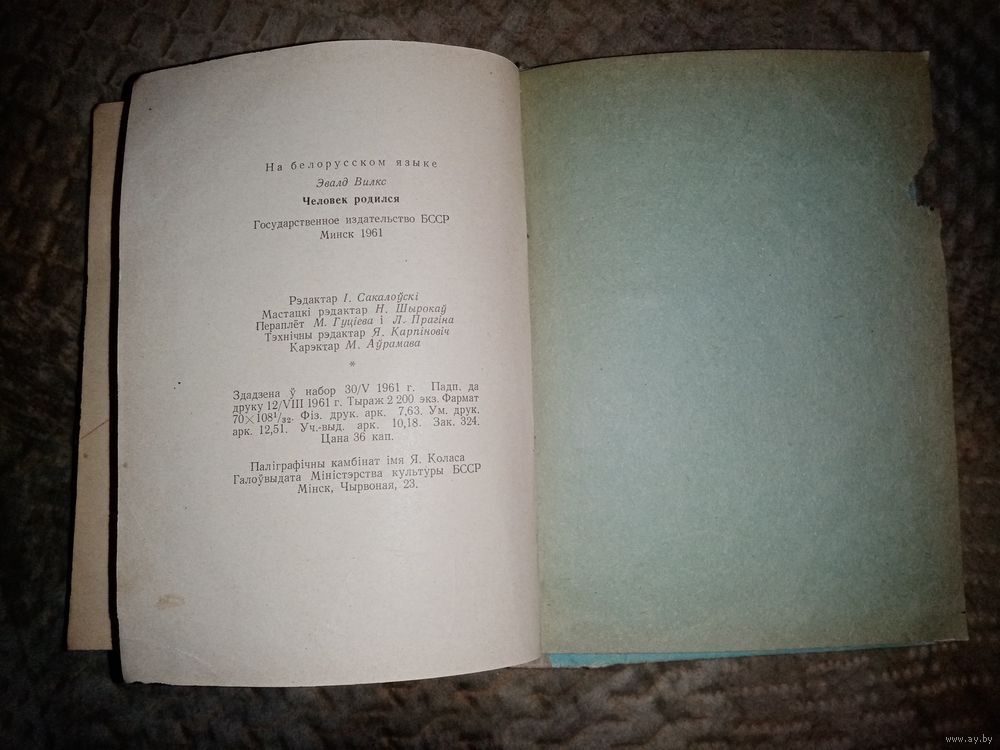 На белорусском языке
Эвалд Вилкс
Человек родился
Государственное издательство БССР
Минск 1961
Рэдактар І. Сакалоўскі
Мастацкі рэдактар Н. Шырокаў
Пераплёт М. Гуціева і Л. Прагіна
Тэхнічны рэдактар Я. Карпіновіч
Карэктар М. Аўрамава
*
Здадзена ў набор 30/V 1961 г. Падп. да
друку 12/VIII 1961 г. Тыраж 2 200 экз. Фармат
70×108¹/₃₂. Фіз. друк. арк. 7,63. Ум. друк.
арк. 12,51. Уч.-выд. арк. 10,18. Зак. 324.
Цана 36 кап.
Паліграфічны камбінат імя Я. Коласа
Галоўвыдата Міністэрства культуры БССР
Мінск, Чырвоная, 23.
www.ay.by